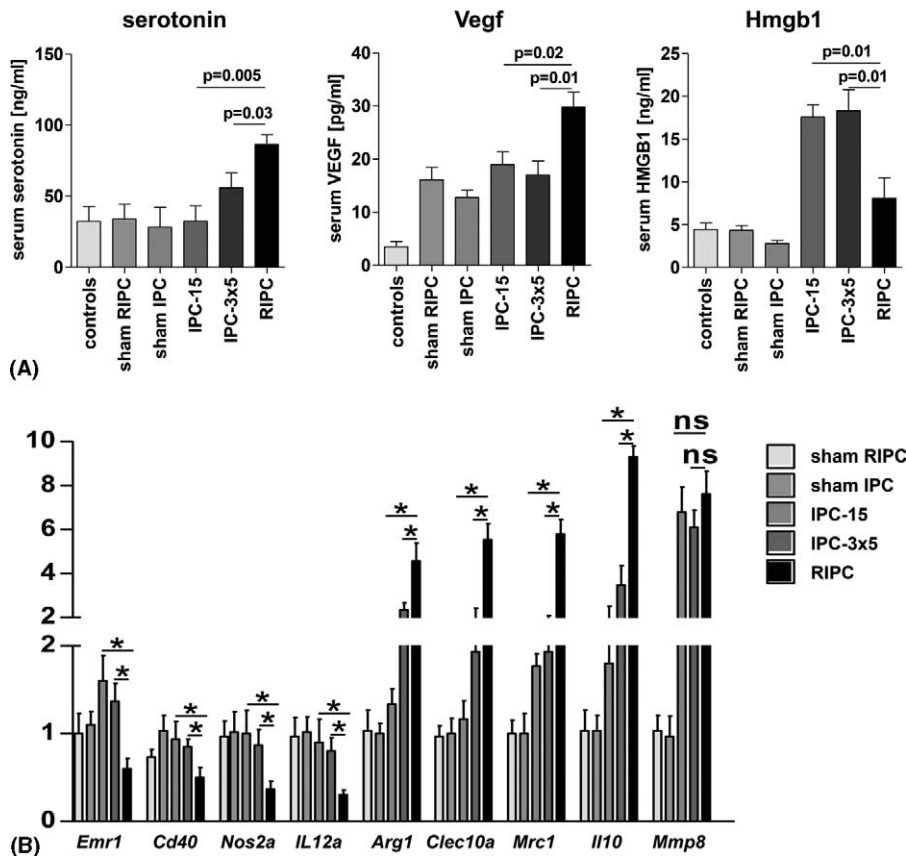 serotonin
Vegf
Hmgb1
serum serotonin [ng/ml]
150
100
50
0
p=0.005
p=0.03
controls
sham RIPC
sham IPC
IPC-15
IPC-3x5
RIPC
serum VEGF [pg/ml]
40
30
20
10
0
p=0.02
p=0.01
controls
sham RIPC
sham IPC
IPC-15
IPC-3x5
RIPC
serum HMGB1 [ng/ml]
25
20
15
10
5
0
p=0.01
p=0.01
controls
sham RIPC
sham IPC
IPC-15
IPC-3x5
RIPC
(A)
10
8
6
4
2
2
1
0
* *
* *
* *
* *
* *
* *
* *
* *
ns
ns
sham RIPC
sham IPC
IPC-15
IPC-3x5
RIPC
Emr1 Cd40 Nos2a IL12a Arg1 Clec10a Mrc1 Il10 Mmp8
(B)